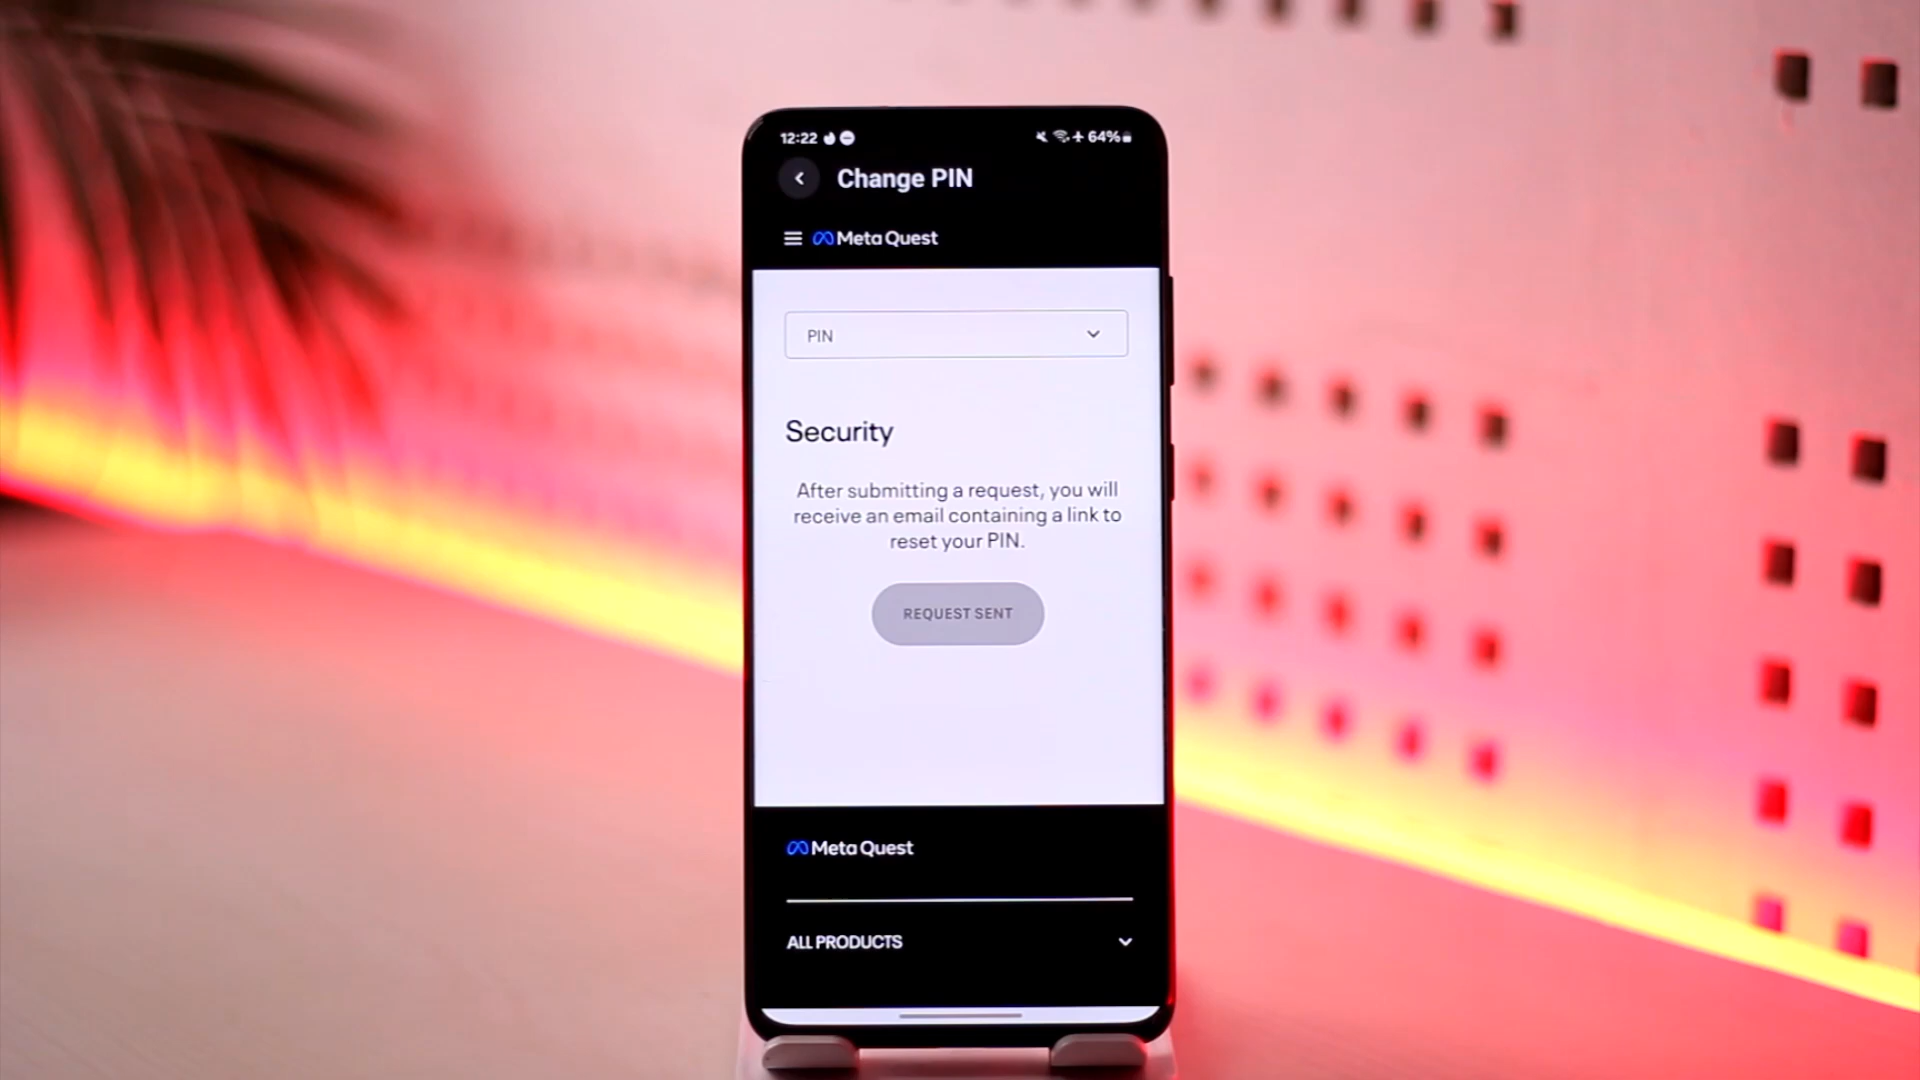 12:22 64%
Change PIN
Meta Quest
PIN
Security
After submitting a request, you will
receive an email containing a link to
reset your PIN.
REQUEST SENT
Meta Quest
ALL PRODUCTS